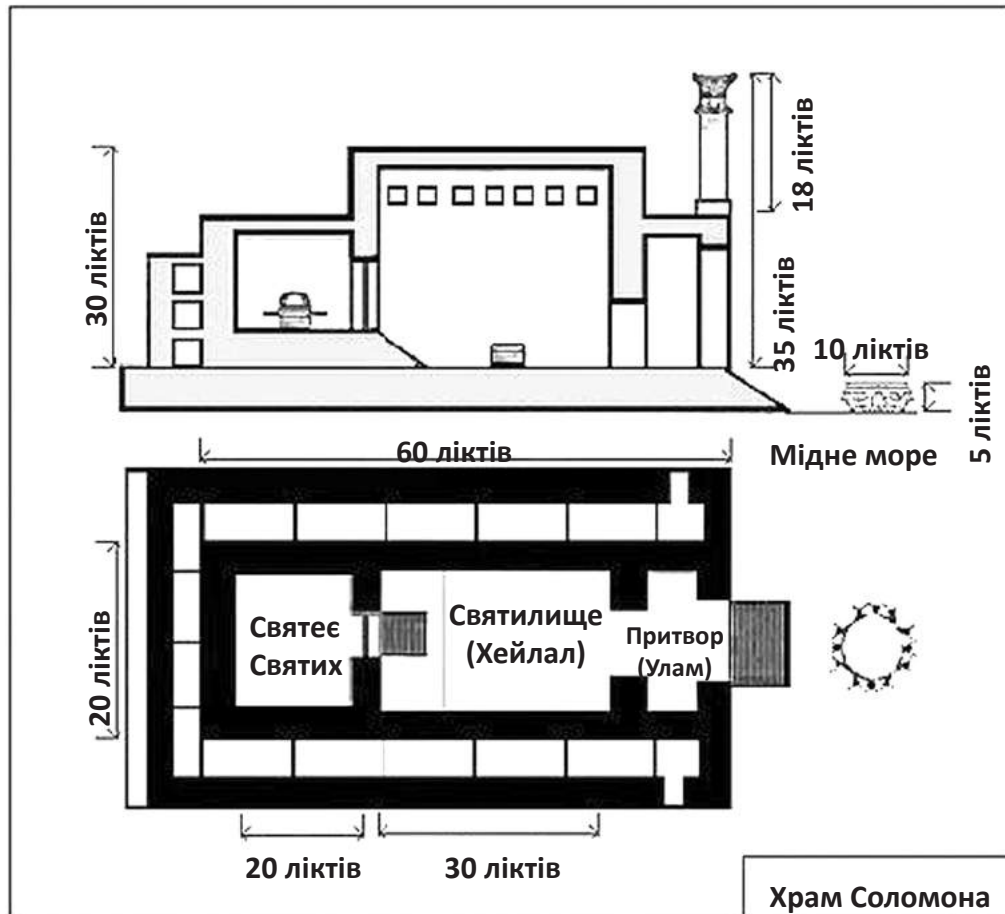 30 ліктів
18 ліктів
35 ліктів
10 ліктів
5 ліктів
60 ліктів
Мідне море
20 ліктів
Святеє
Святих
Святилище
(Хейлал)
Притвор
(Улам)
20 ліктів
30 ліктів
Храм Соломона